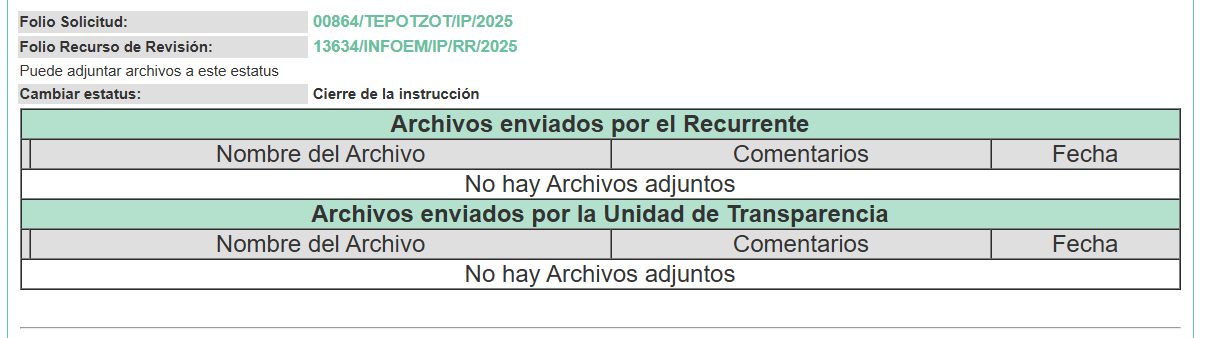 Folio Solicitud: 00864/TEPOTZOT/IP/2025
Folio Recurso de Revisión: 13634/INFOEM/IP/RR/2025
Puede adjuntar archivos a este estatus
Cambiar estatus: Cierre de la instrucción
Archivos enviados por el Recurrente
Nombre del Archivo Comentarios Fecha
No hay Archivos adjuntos
Archivos enviados por la Unidad de Transparencia
Nombre del Archivo Comentarios Fecha
No hay Archivos adjuntos